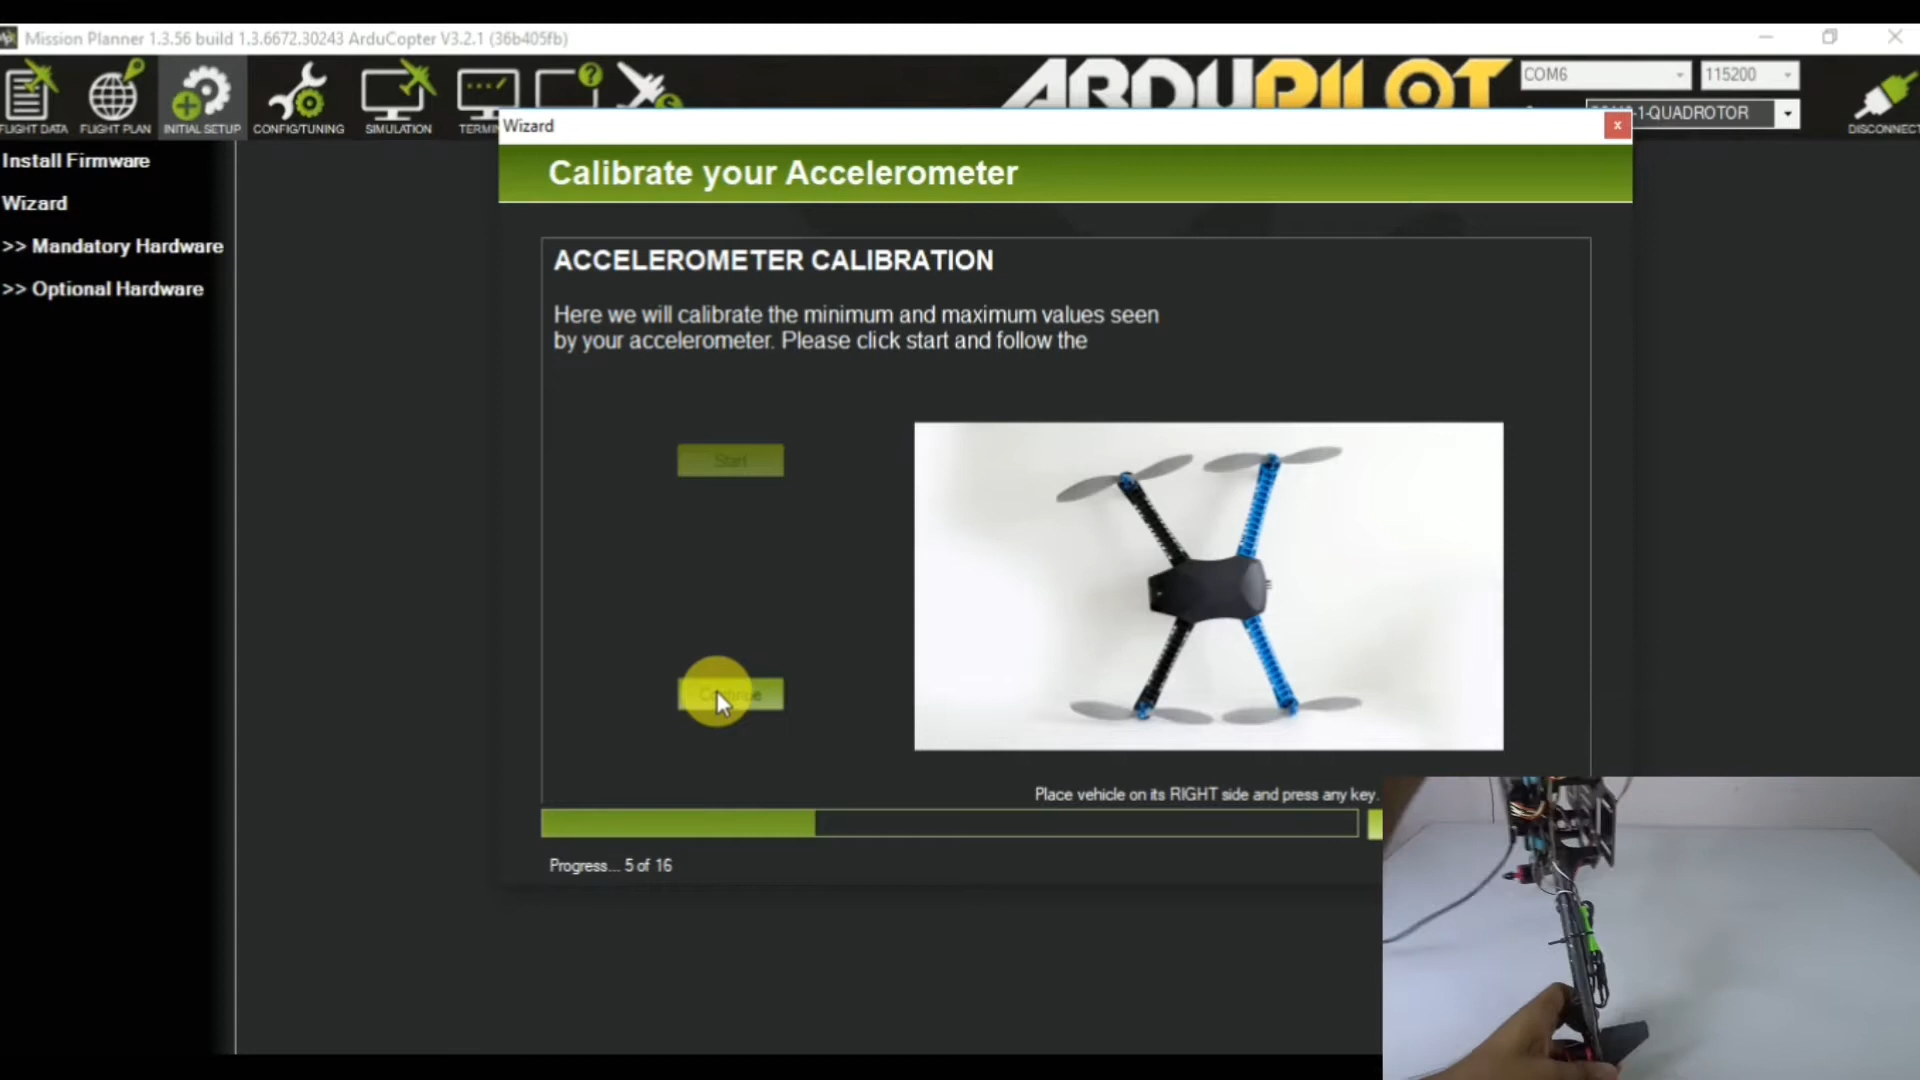 Mission Planner 1.3.56 build 1.3.6672.30243 ArduCopter V3.2.1 (36b405fb)
FLIGHT DATA
FLIGHT PLAN
INITIAL SETUP
CONFIG/TUNING
SIMULATION
ARDUPILOT
COM6
115200
1-QUADROTOR
DISCONNECT
Wizard
Install Firmware
Wizard
>> Mandatory Hardware
>> Optional Hardware
Calibrate your Accelerometer
ACCELEROMETER CALIBRATION
Here we will calibrate the minimum and maximum values seen
by your accelerometer. Please click start and follow the
Start
Continue
Place vehicle on its RIGHT side and press any key.
Progress... 5 of 16